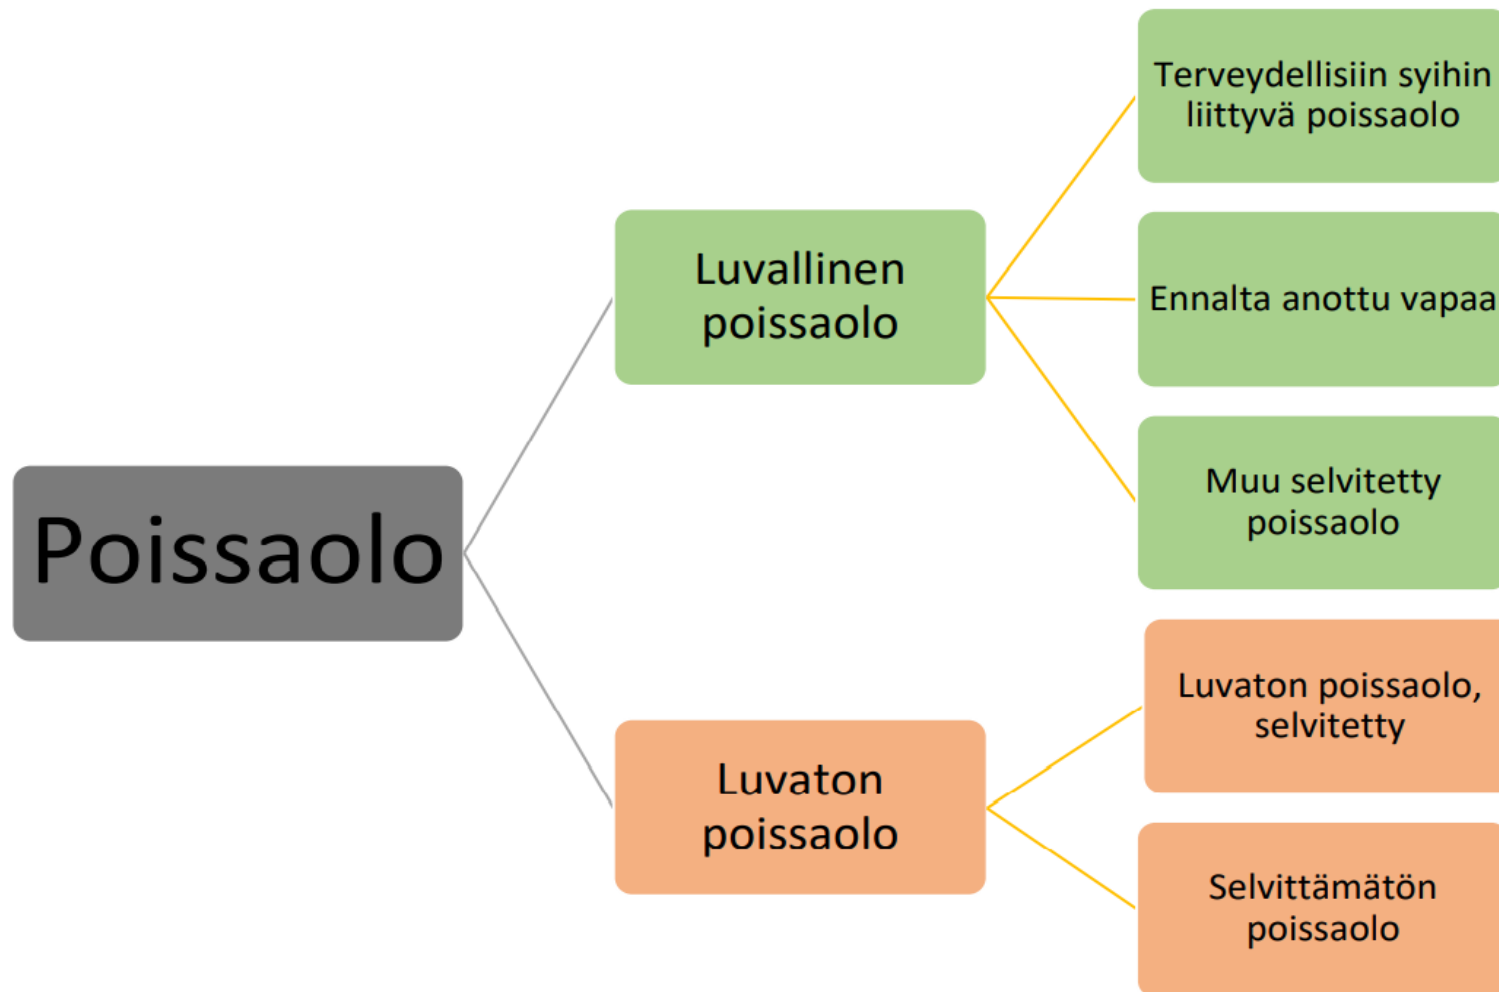 Poissaolo
Luvallinen
poissaolo
Terveydellisiin syihin
liittyvä poissaolo
Ennalta anottu vapaa
Muu selvitetty
poissaolo
Luvaton
poissaolo
Luvaton poissaolo,
selvitetty
Selvittämätön
poissaolo